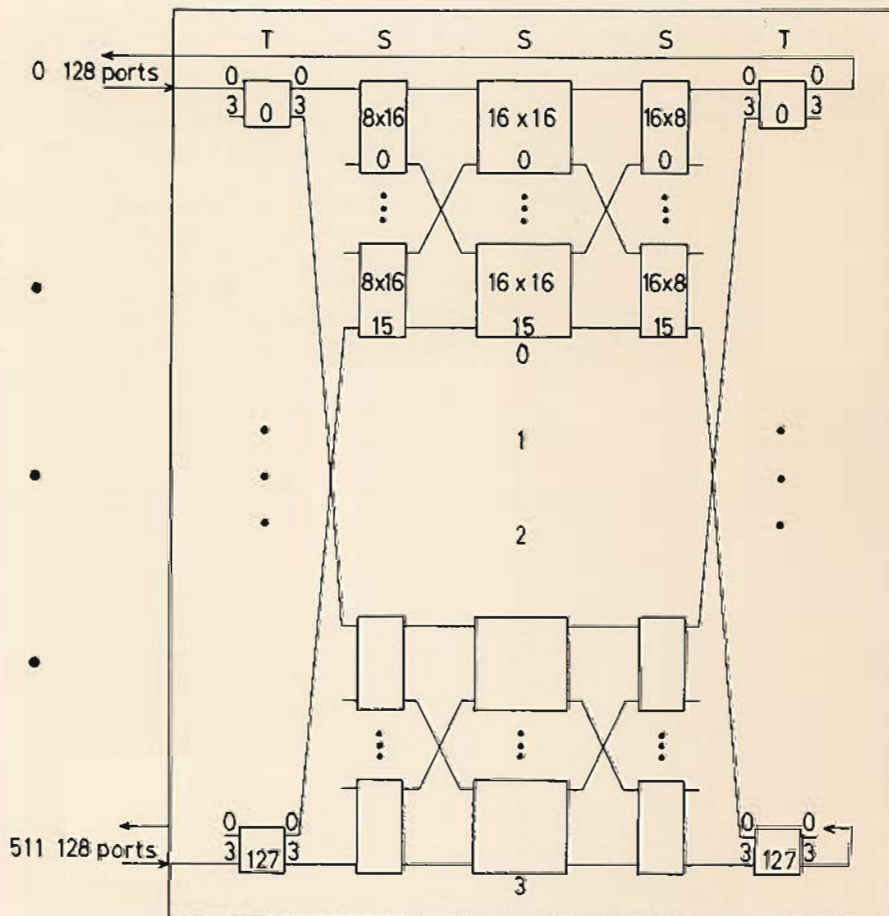 T S S S T
0 128 ports
0 0 0 0
3 0 3 8x16 16 x 16 16x8 3 0 3
0 0 0
8x16 16 x 16 16x8
15 15 15
0
1
2
0 0 0 0
511 128 ports 3 127 3 3 127 3
3